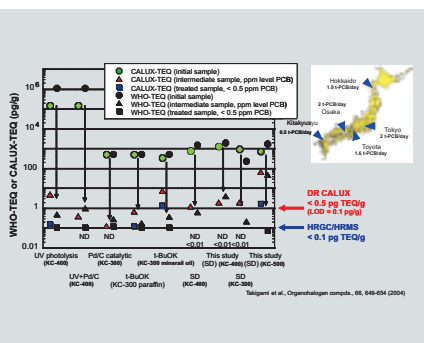 CALUX-TEQ (initial sample)
CALUX-TEQ (intermediate sample, ppm level PCB)
CALUX-TEQ (treated sample, < 0.5 ppm PCB)
WHO-TEQ (initial sample)
WHO-TEQ (intermediate sample, ppm level PCB)
WHO-TEQ (treated sample, < 0.5 ppm PCB)
WHO-TEQ or CALUX-TEQ (pg/g)
10⁶
10⁴
100
1
0.01
ND
ND
ND
<0.01
ND
ND
<0.01
<0.01
UV photolysis
(KC-400)
Pd/C catalytic
(KC-300)
t-BuOK
(KC-300 minerail oil)
This study
(SD) (KC-400)
This study
(SD) (KC-500)
UV+Pd/C
(KC-400)
t-BuOK
(KC-300 paraffin)
SD
(KC-400)
SD
(KC-300)
Hokkaido
1.8 t-PCB/day
2 t-PCB/day
Osaka
Kitakyusyu
0.5 t-PCB/day
Tokyo
2 t-PCB/day
Toyota
1.6 t-PCB/day
DR CALUX
< 0.5 pg TEQ/g
(LOD = 0.1 pg/g)
HRGC/HRMS
< 0.1 pg TEQ/g
Takigami et al., Organohalogen compds., 66, 649-654 (2004)